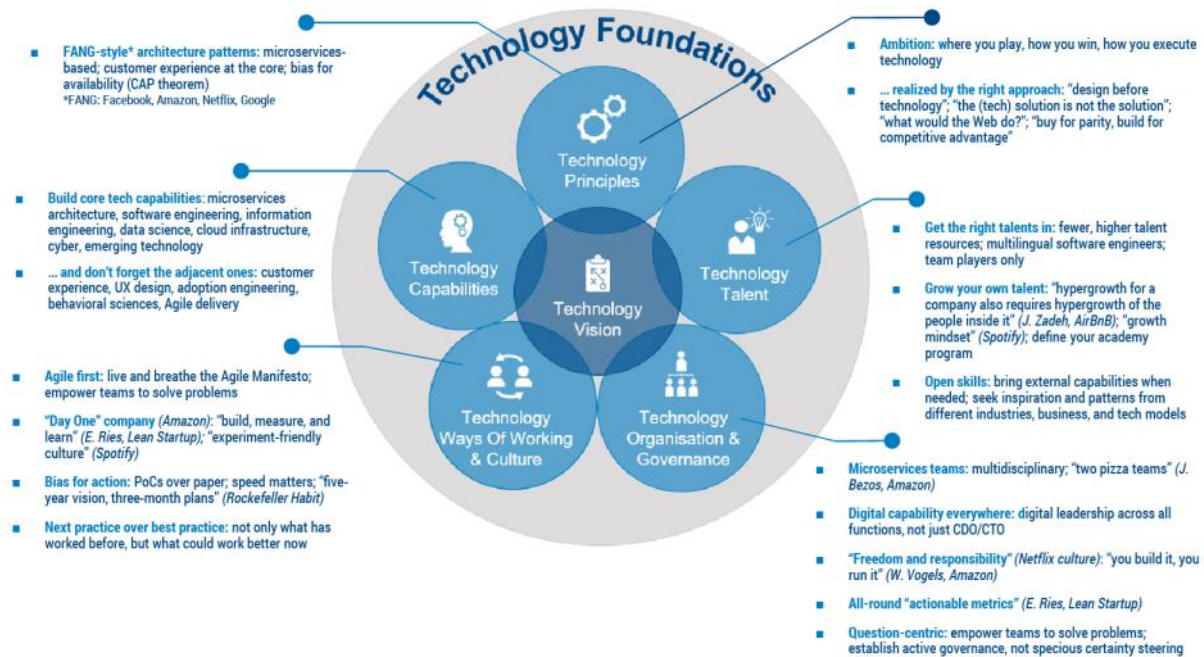 Technology Foundations
FANG-style* architecture patterns: microservices-
based; customer experience at the core; bias for
availability (CAP theorem)
*FANG: Facebook, Amazon, Netflix, Google
Ambition: where you play, how you win, how you execute
technology
... realized by the right approach: “design before
technology”; “the (tech) solution is not the solution”;
“what would the Web do?”; “buy for parity, build for
competitive advantage”
Technology
Principles
Build core tech capabilities: microservices
architecture, software engineering, information
engineering, data science, cloud infrastructure,
cyber, emerging technology
... and don't forget the adjacent ones: customer
experience, UX design, adoption engineering,
behavioral sciences, Agile delivery
Technology
Capabilities
Technology
Vision
Technology
Talent
Get the right talents in: fewer, higher talent
resources; multilingual software engineers;
team players only
Grow your own talent: “hypergrowth for a
company also requires hypergrowth of the
people inside it” (J. Zadeh, AirBnB); “growth
mindset” (Spotify); define your academy
program
Open skills: bring external capabilities when
needed; seek inspiration and patterns from
different industries, business, and tech models
Agile first: live and breathe the Agile Manifesto;
empower teams to solve problems
“Day One” company (Amazon): “build, measure, and
learn” (E. Ries, Lean Startup); “experiment-friendly
culture” (Spotify)
Bias for action: PoCs over paper; speed matters; “five-
year vision, three-month plans” (Rockefeller Habit)
Next practice over best practice: not only what has
worked before, but what could work better now
Technology
Ways Of Working
& Culture
Technology
Organisation &
Governance
Microservices teams: multidisciplinary; “two pizza teams” (J.
Bezos, Amazon)
Digital capability everywhere: digital leadership across all
functions, not just CDO/CTO
“Freedom and responsibility” (Netflix culture): “you build it, you
run it” (W. Vogels, Amazon)
All-round “actionable metrics” (E. Ries, Lean Startup)
Question-centric: empower teams to solve problems;
establish active governance, not specious certainty steering